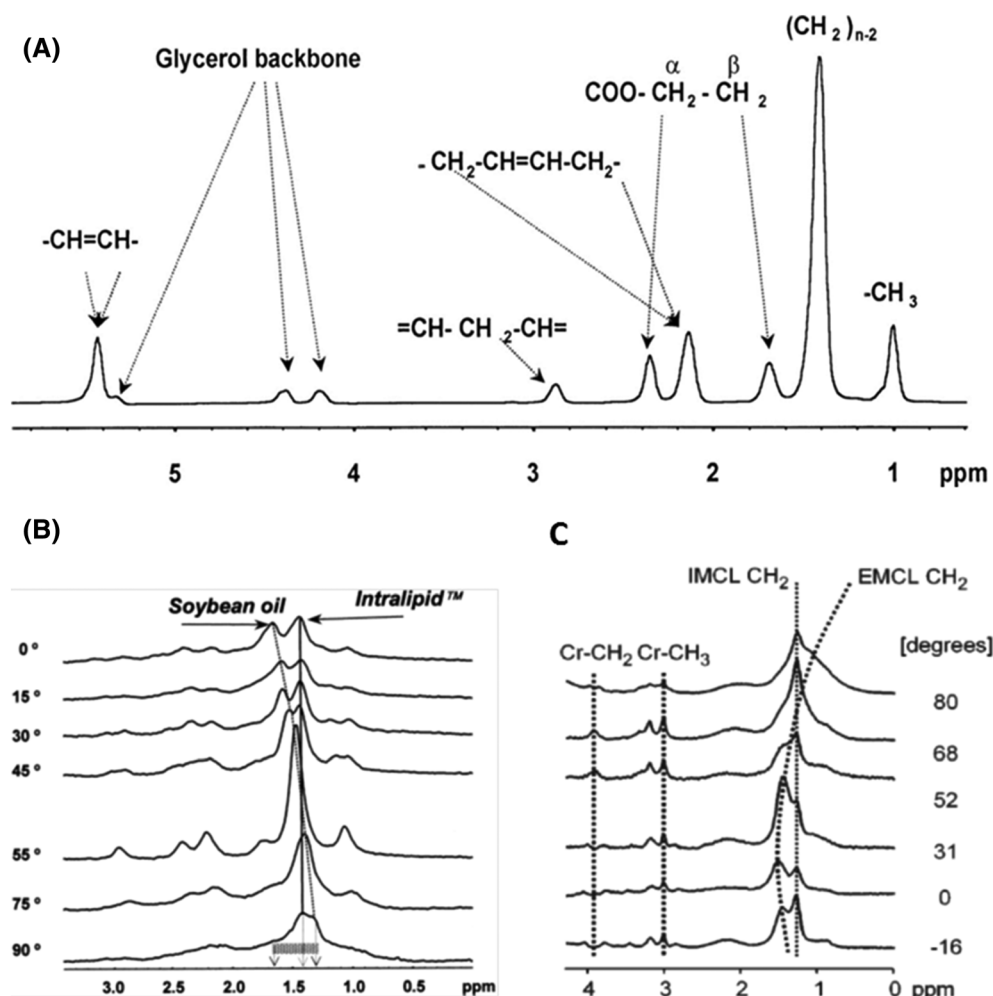 (A)
Glycerol backbone
(CH2)n-2
α β
COO- CH2 - CH2
- CH2-CH=CH-CH2-
-CH=CH-
=CH- CH2-CH=
-CH3
5 4 3 2 1 ppm
(B)
Soybean oil
Intralipid™
0 °
15 °
30 °
45 °
55 °
75 °
90 °
3.0 2.5 2.0 1.5 1.0 0.5 ppm
C
IMCL CH2
EMCL CH2
Cr-CH2 Cr-CH3
[degrees]
80
68
52
31
0
-16
4 3 2 1 0 ppm